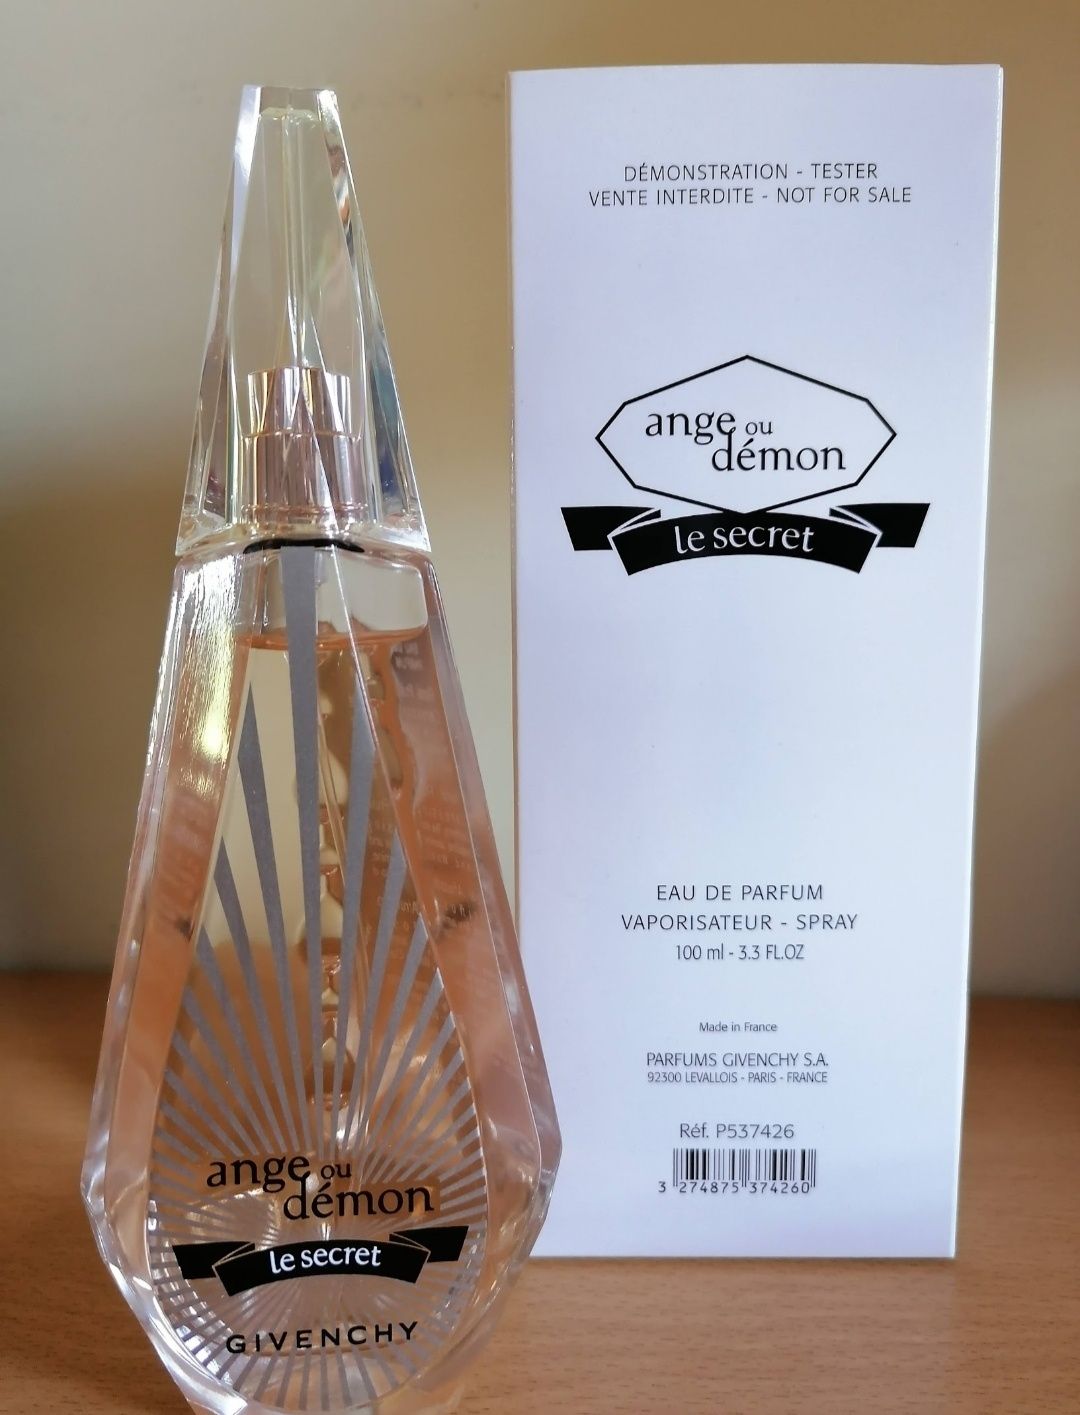 DÉMONSTRATION - TESTER
VENTE INTERDITE - NOT FOR SALE
ange ou
démon
le secret
EAU DE PARFUM
VAPORISATEUR - SPRAY
100 ml - 3.3 FL.OZ
Made in France
PARFUMS GIVENCHY S.A.
92300 LEVALLOIS - PARIS - FRANCE
Réf. P537426
3 274875 374260
ange ou
démon
le secret
GIVENCHY